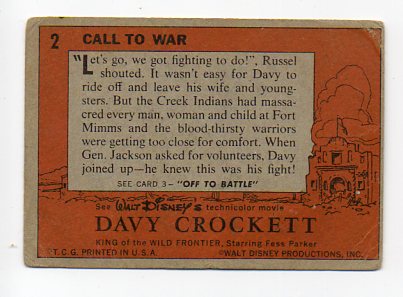 2 CALL TO WAR
"Let's go, we got fighting to do!", Russel
shouted. It wasn't easy for Davy to
ride off and leave his wife and young-
sters. But the Creek Indians had massa-
cred every man, woman and child at Fort
Mimms and the blood-thirsty warriors
were getting too close for comfort. When
Gen. Jackson asked for volunteers, Davy
joined up—he knew this was his fight!
SEE CARD 3—"OFF TO BATTLE"
See WALT DISNEY'S technicolor movie
DAVY CROCKETT
KING of the WILD FRONTIER, Starring Fess Parker
©T.C.G. PRINTED IN U.S.A. ©WALT DISNEY PRODUCTIONS, INC.